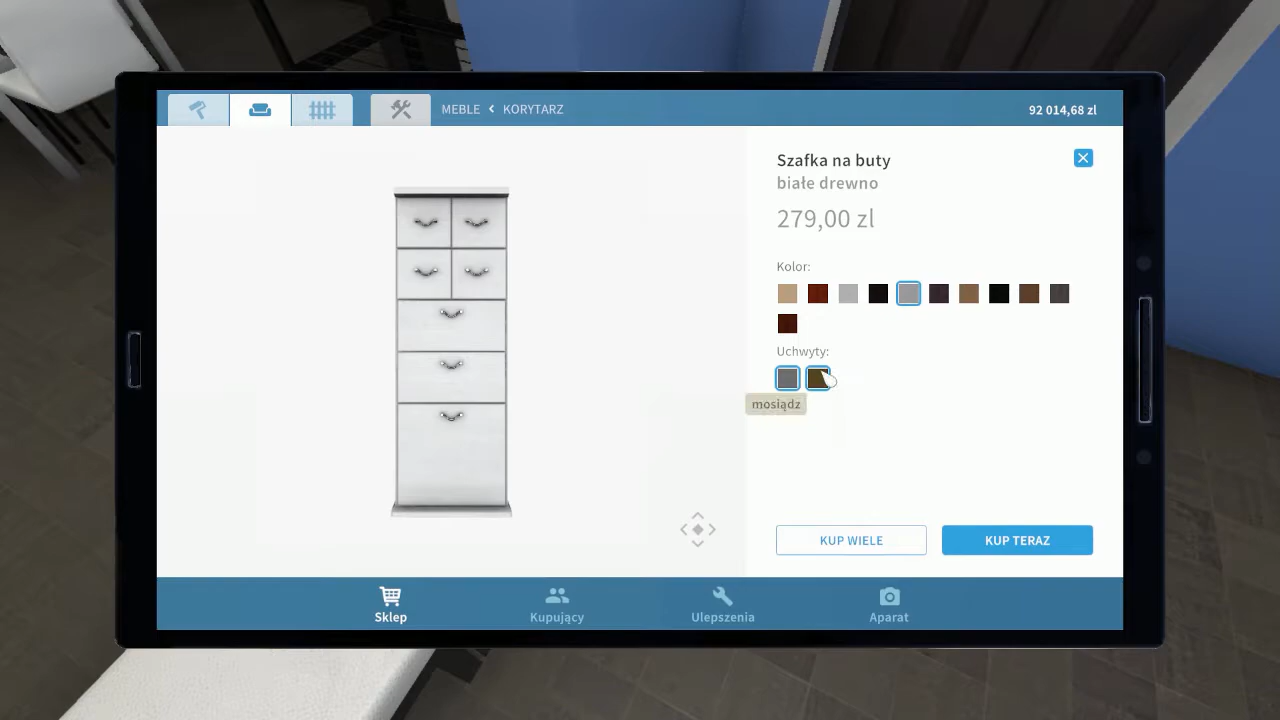 MEBLE < KORYTARZ
92 014,68 zl
Szafka na buty
białe drewno
279,00 zl
Kolor:
Uchwyty:
mosiądz
KUP WIELE
KUP TERAZ
Sklep
Kupujący
Ulepszenia
Aparat